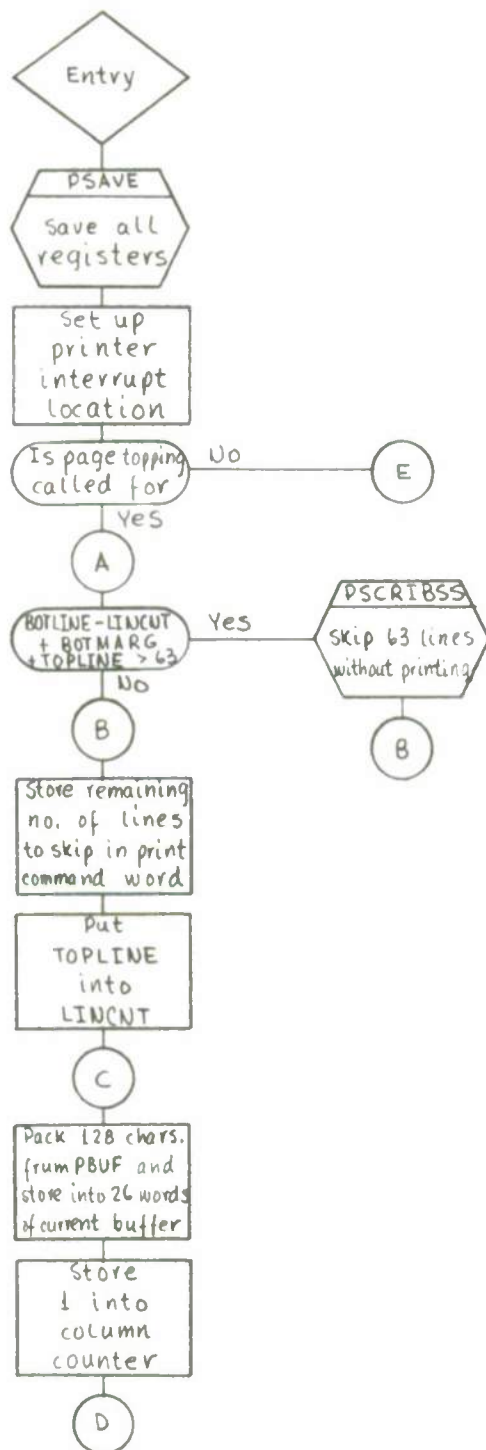 Entry
PSAVE
Save all
registers
Set up
printer
interrupt
location
Is page topping
called for
No
E
Yes
A
BOTLINE-LINCNT
+ BOTMARG
+TOPLINE > 63
Yes
PSCRIBSS
Skip 63 lines
without printing
B
No
B
Store remaining
no. of lines
to skip in print
command word
Put
TOPLINE
into
LINCNT
C
Pack 128 chars.
frum PBUF and
store into 26 words
of current buffer
Store
1 into
column
counter
D